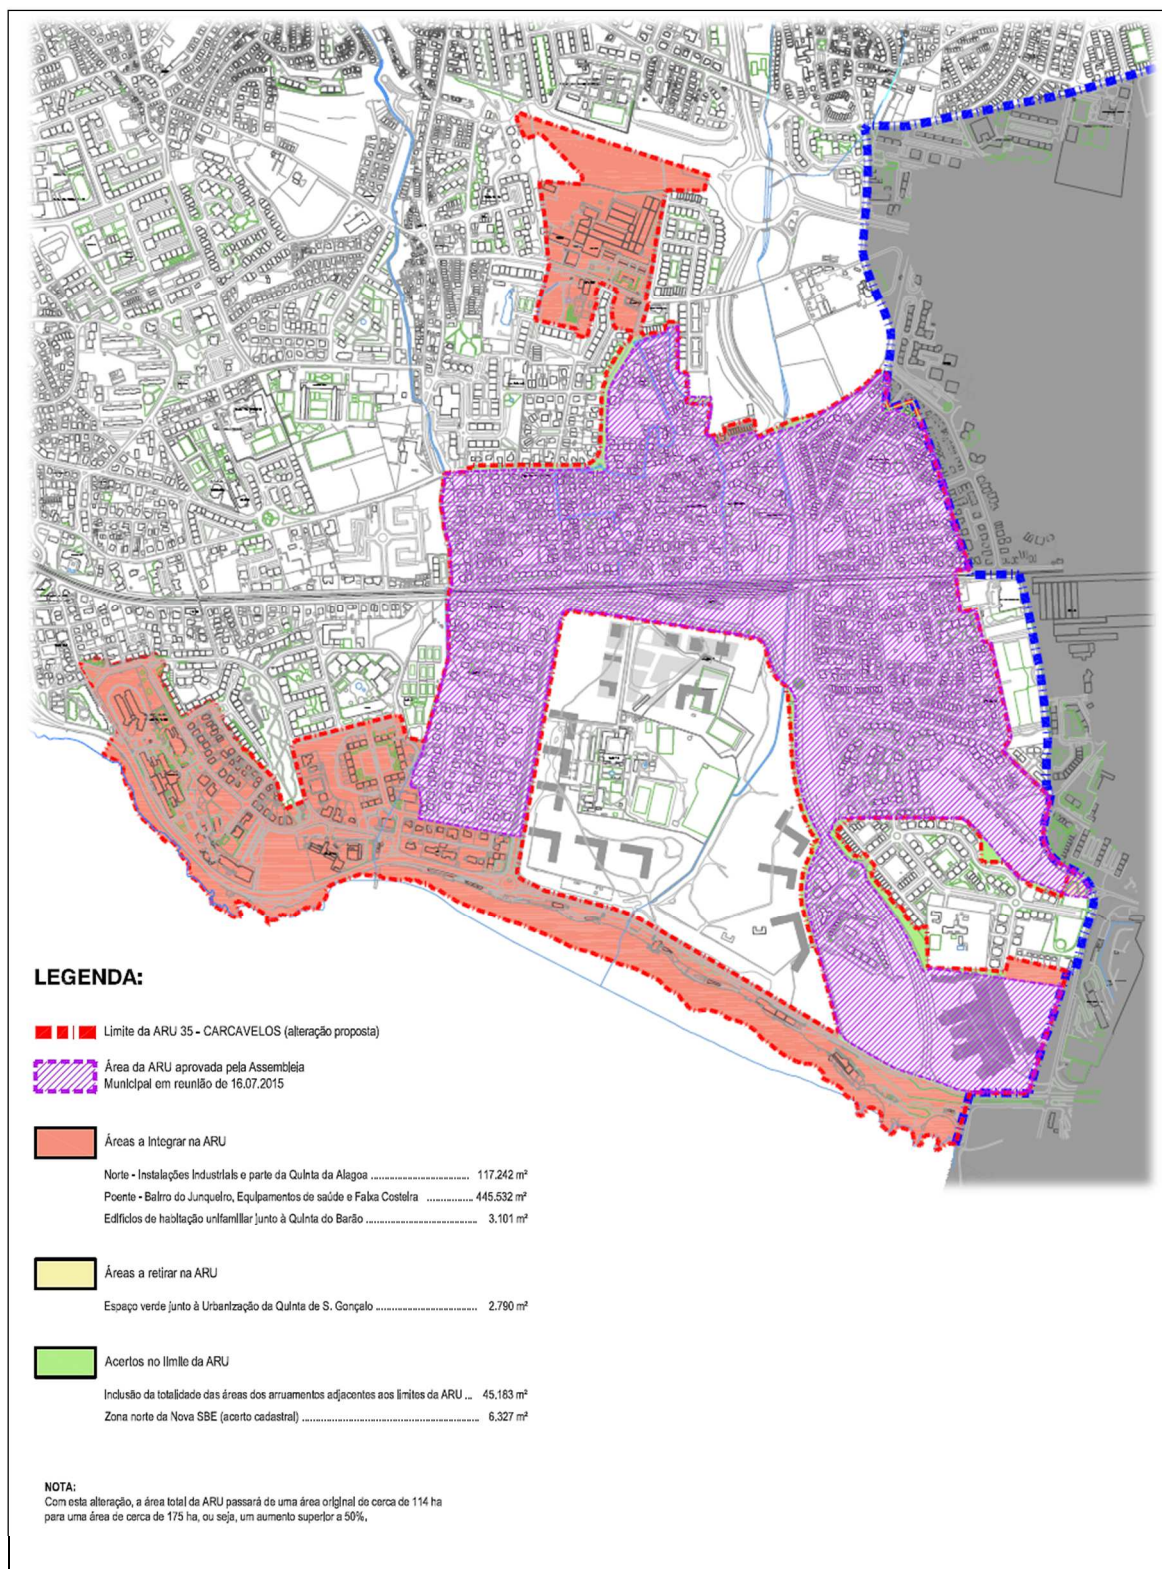 LEGENDA:
Limite da ARU 35 - CARCAVELOS (alteração proposta)
Área da ARU aprovada pela Assembleia
Municipal em reunião de 16.07.2015
Áreas a Integrar na ARU
Norte - Instalações Industriais e parte da Quinta da Alagoa ................................. 117.242 m²
Poente - Bairro do Junqueiro, Equipamentos de saúde e Faixa Costeira ................ 445.532 m²
Edifícios de habitação unifamiliar junto à Quinta do Barão ..................................... 3.101 m²
Áreas a retirar na ARU
Espaço verde junto à Urbanização da Quinta de S. Gonçalo .................................. 2.790 m²
Acertos no limite da ARU
Inclusão da totalidade das áreas dos arruamentos adjacentes aos limites da ARU ... 45.163 m²
Zona norte da Nova SBE (acerto cadastral) ........................................................... 6.327 m²
NOTA:
Com esta alteração, a área total da ARU passará de uma área original de cerca de 114 ha
para uma área de cerca de 175 ha, ou seja, um aumento superior a 50%.